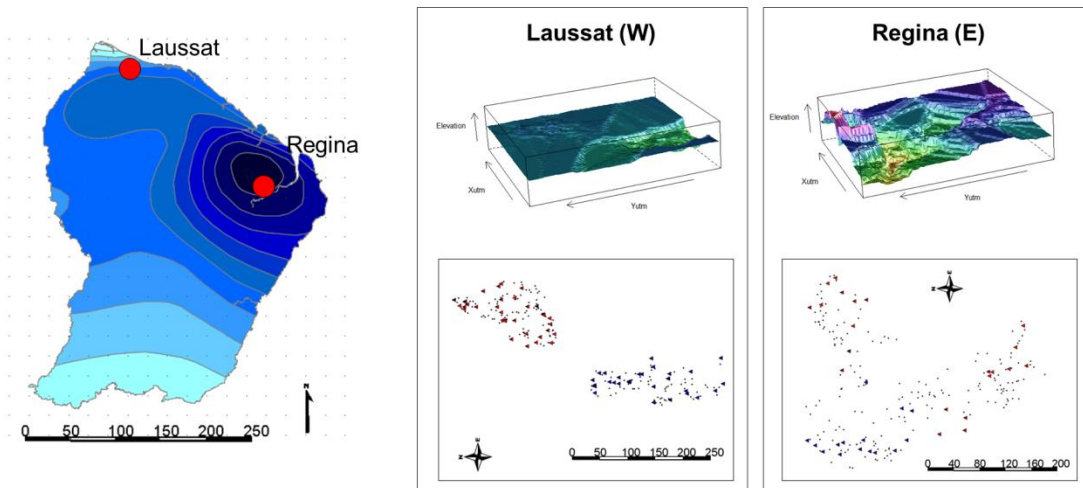 Laussat
Regina
N
0 50 100 150 200 250
Laussat (W)
Elevation
Xutm
Yutm
0 50 100 150 200 250
Regina (E)
Elevation
Xutm
Yutm
0 40 80 120 160 200